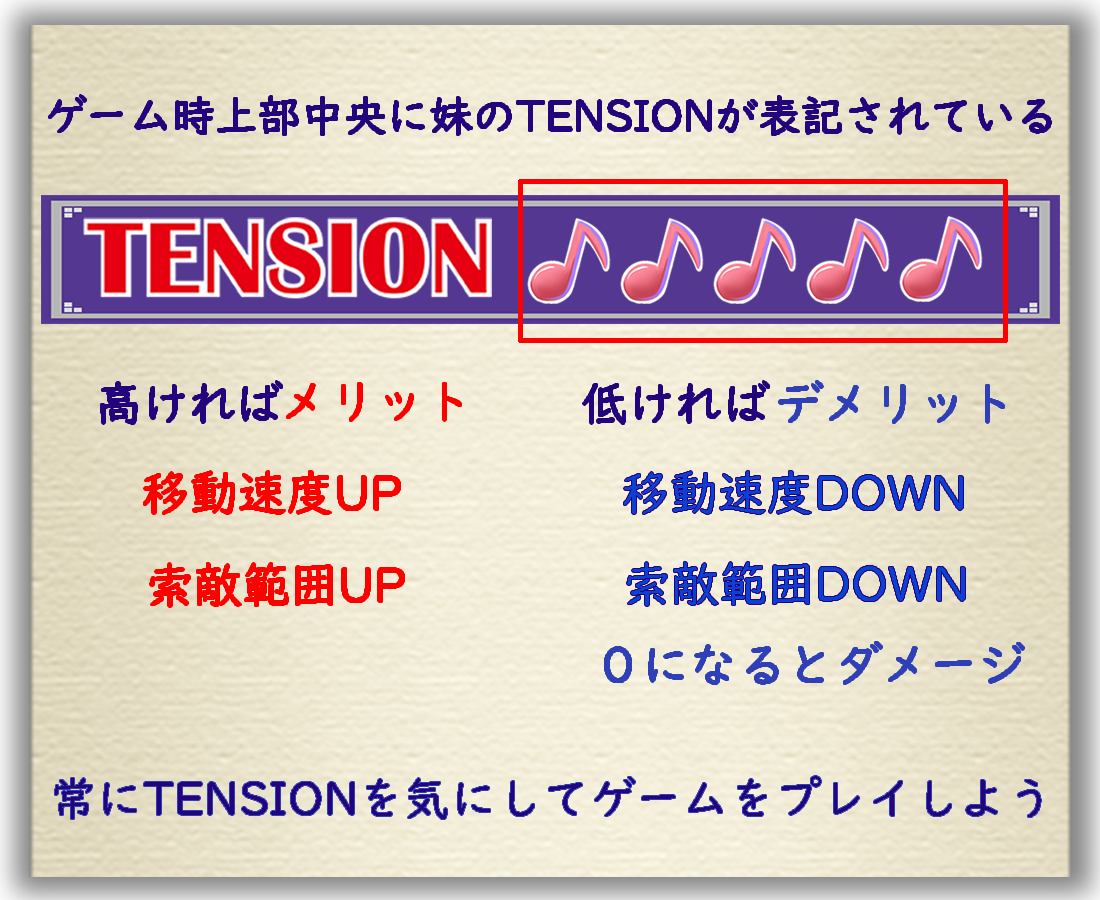 ゲーム時上部中央に妹のTENSIONが表記されている
TENSION
高ければメリット
移動速度UP
索敵範囲UP
低ければデメリット
移動速度DOWN
索敵範囲DOWN
0になるとダメージ
常にTENSIONを気にしてゲームをプレイしよう